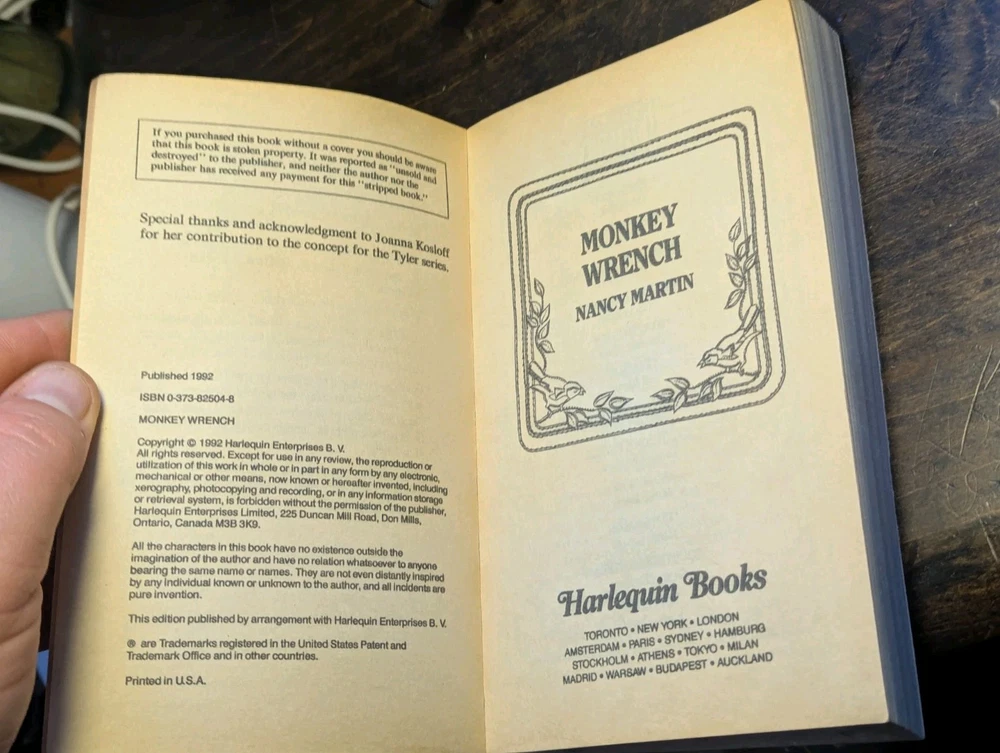 If you purchased this book without a cover you should be aware
that this book is stolen property. It was reported as "unsold and
destroyed" to the publisher, and neither the author nor the
publisher has received any payment for this "stripped book."
Special thanks and acknowledgment to Joanna Kosloff
for her contribution to the concept for the Tyler series.
Published 1992
ISBN 0-373-82504-8
MONKEY WRENCH
Copyright © 1992 Harlequin Enterprises B. V.
All rights reserved. Except for use in any review, the reproduction or
utilization of this work in whole or in part in any form by any electronic,
mechanical or other means, now known or hereafter invented, including
xerography, photocopying and recording, or in any information storage
or retrieval system, is forbidden without the permission of the publisher,
Harlequin Enterprises Limited, 225 Duncan Mill Road, Don Mills,
Ontario, Canada M3B 3K9.
All the characters in this book have no existence outside the
imagination of the author and have no relation whatsoever to anyone
bearing the same name or names. They are not even distantly inspired
by any individual known or unknown to the author, and all incidents are
pure invention.
This edition published by arrangement with Harlequin Enterprises B. V.
® are Trademarks registered in the United States Patent and
Trademark Office and in other countries.
Printed in U.S.A.
MONKEY
WRENCH
NANCY MARTIN
Harlequin Books
TORONTO • NEW YORK • LONDON
AMSTERDAM • PARIS • SYDNEY • HAMBURG
STOCKHOLM • ATHENS • TOKYO • MILAN
MADRID • WARSAW • BUDAPEST • AUCKLAND